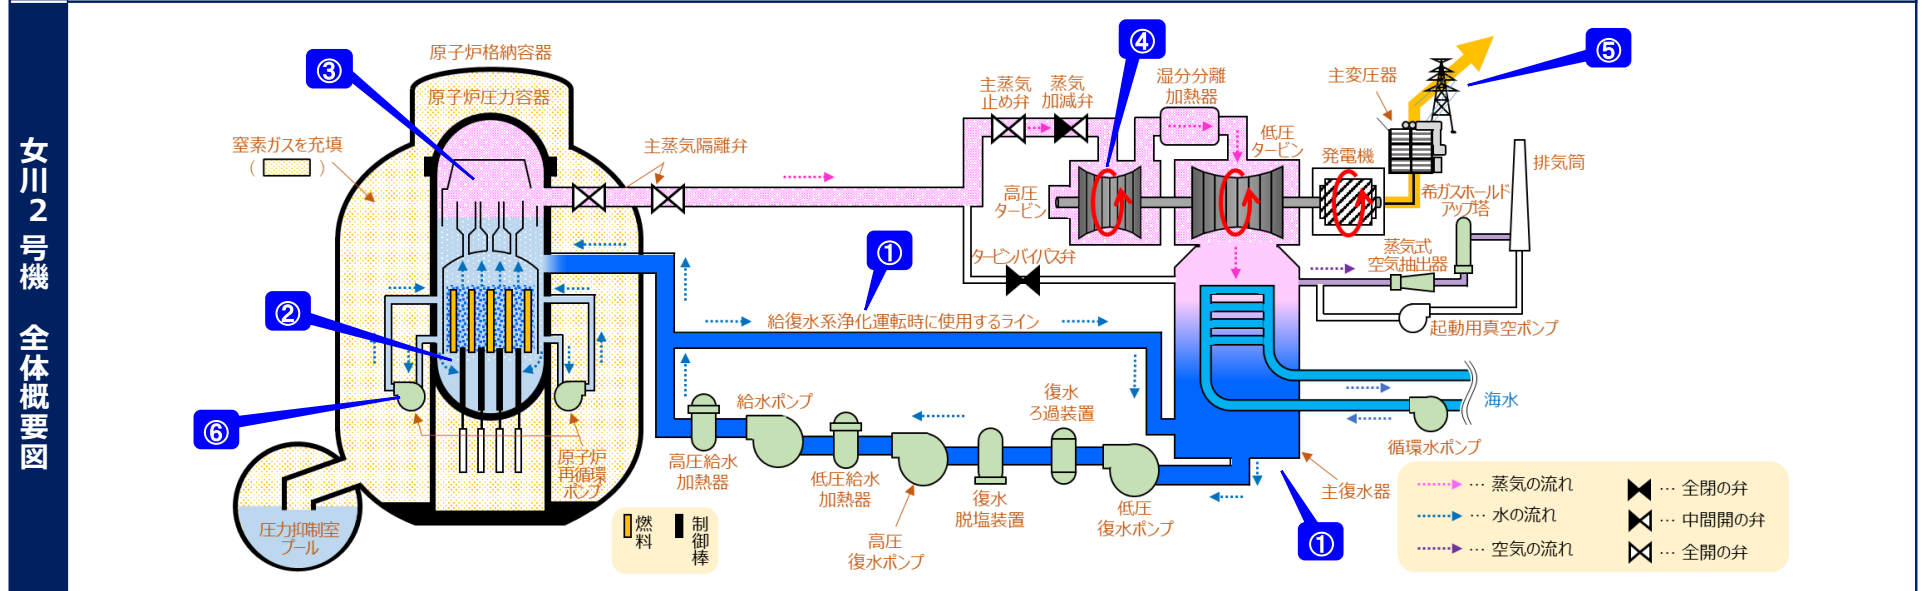 女川２号機　全体概要図
原子炉格納容器
③
原子炉圧力容器
窒素ガスを充填
（　　　）
主蒸気隔離弁
②
⑥
圧力抑制室
プール
原子炉
再循環
ポンプ
燃料
制御棒
①
給復水系浄化運転時に使用するライン
高圧給水
加熱器
給水ポンプ
低圧給水
加熱器
高圧
復水ポンプ
復水
脱塩装置
復水
ろ過装置
低圧
復水ポンプ
主蒸気
止め弁
蒸気
加減弁
④
湿分分離
加熱器
高圧
タービン
低圧
タービン
タービンバイパス弁
発電機
主変圧器
⑤
希ガスホールド
アップ塔
排気筒
蒸気式
空気抽出器
起動用真空ポンプ
海水
循環水ポンプ
主復水器
①
… 蒸気の流れ
… 水の流れ
… 空気の流れ
… 全閉の弁
… 中間開の弁
… 全開の弁